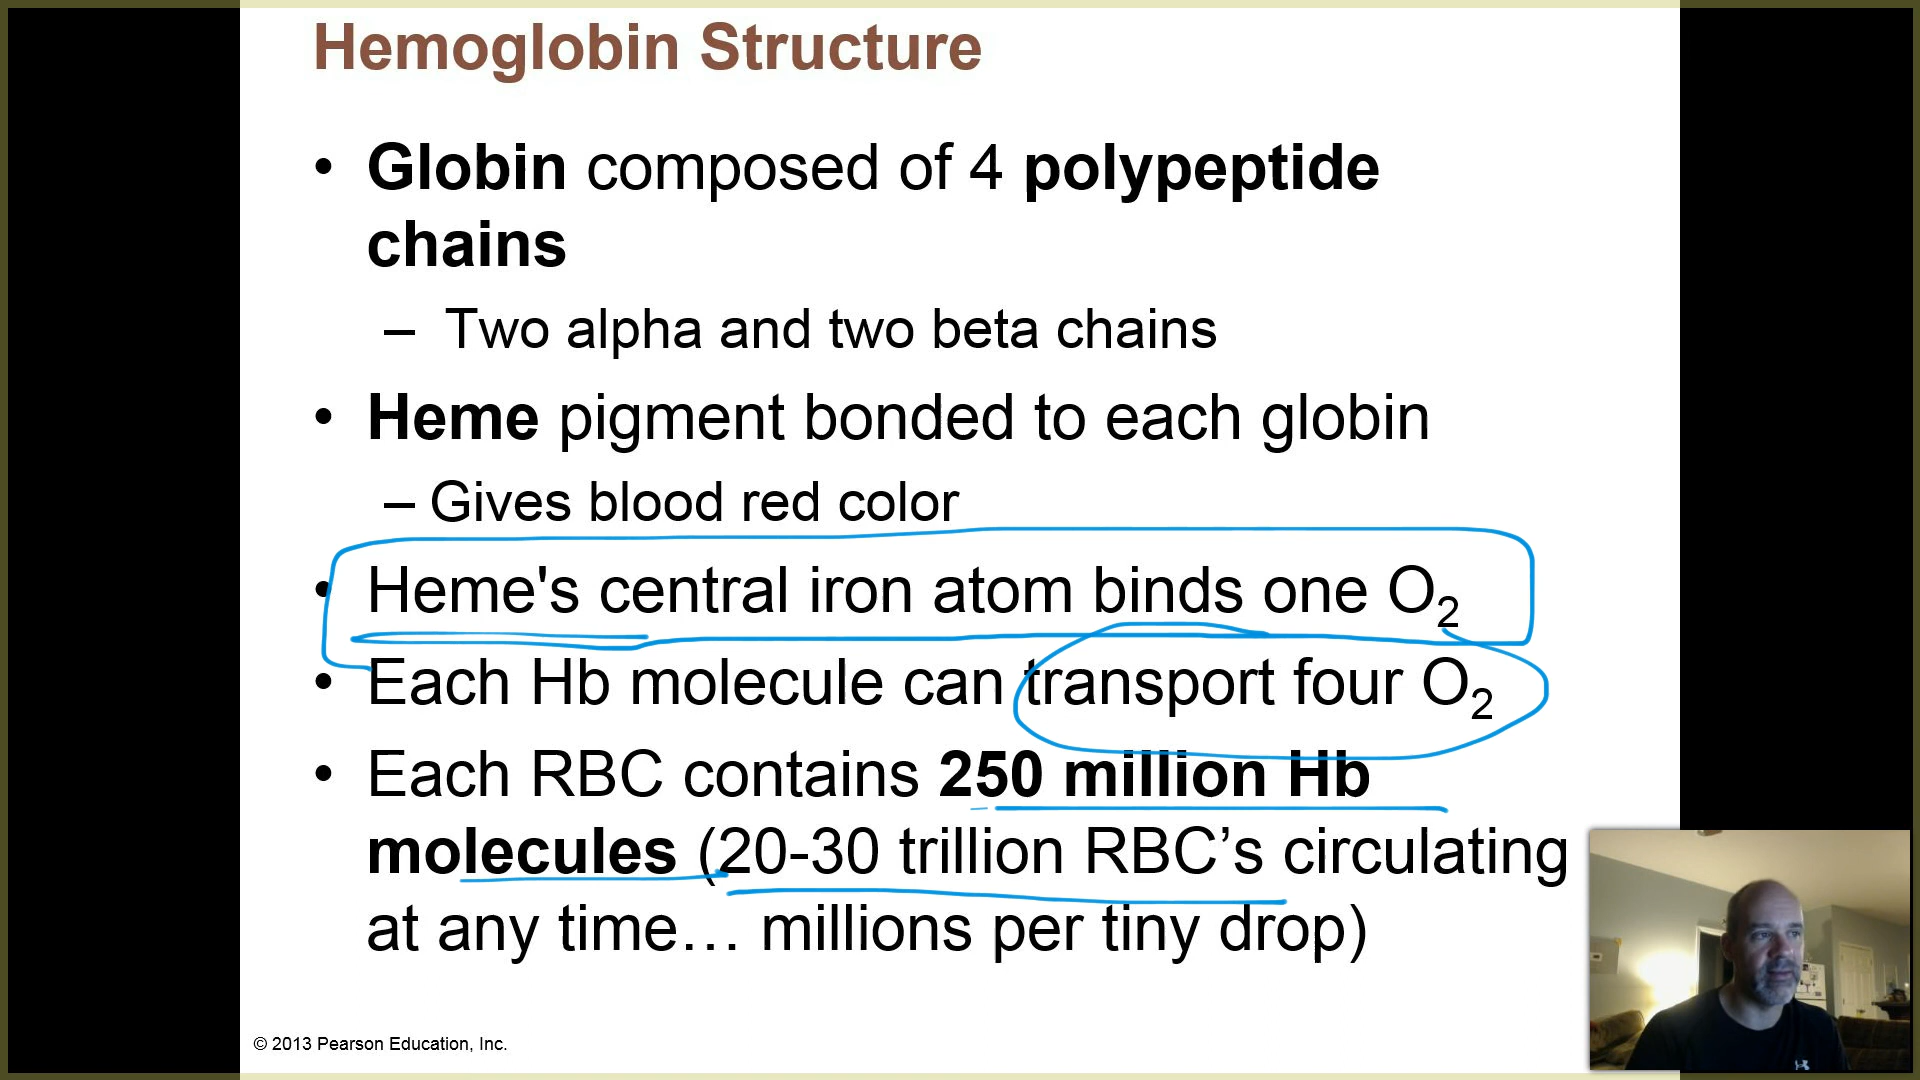 Hemoglobin Structure
• Globin composed of 4 polypeptide
chains
– Two alpha and two beta chains
• Heme pigment bonded to each globin
– Gives blood red color
• Heme's central iron atom binds one O₂
• Each Hb molecule can transport four O₂
• Each RBC contains 250 million Hb
molecules (20-30 trillion RBC’s circulating
at any time… millions per tiny drop)
© 2013 Pearson Education, Inc.